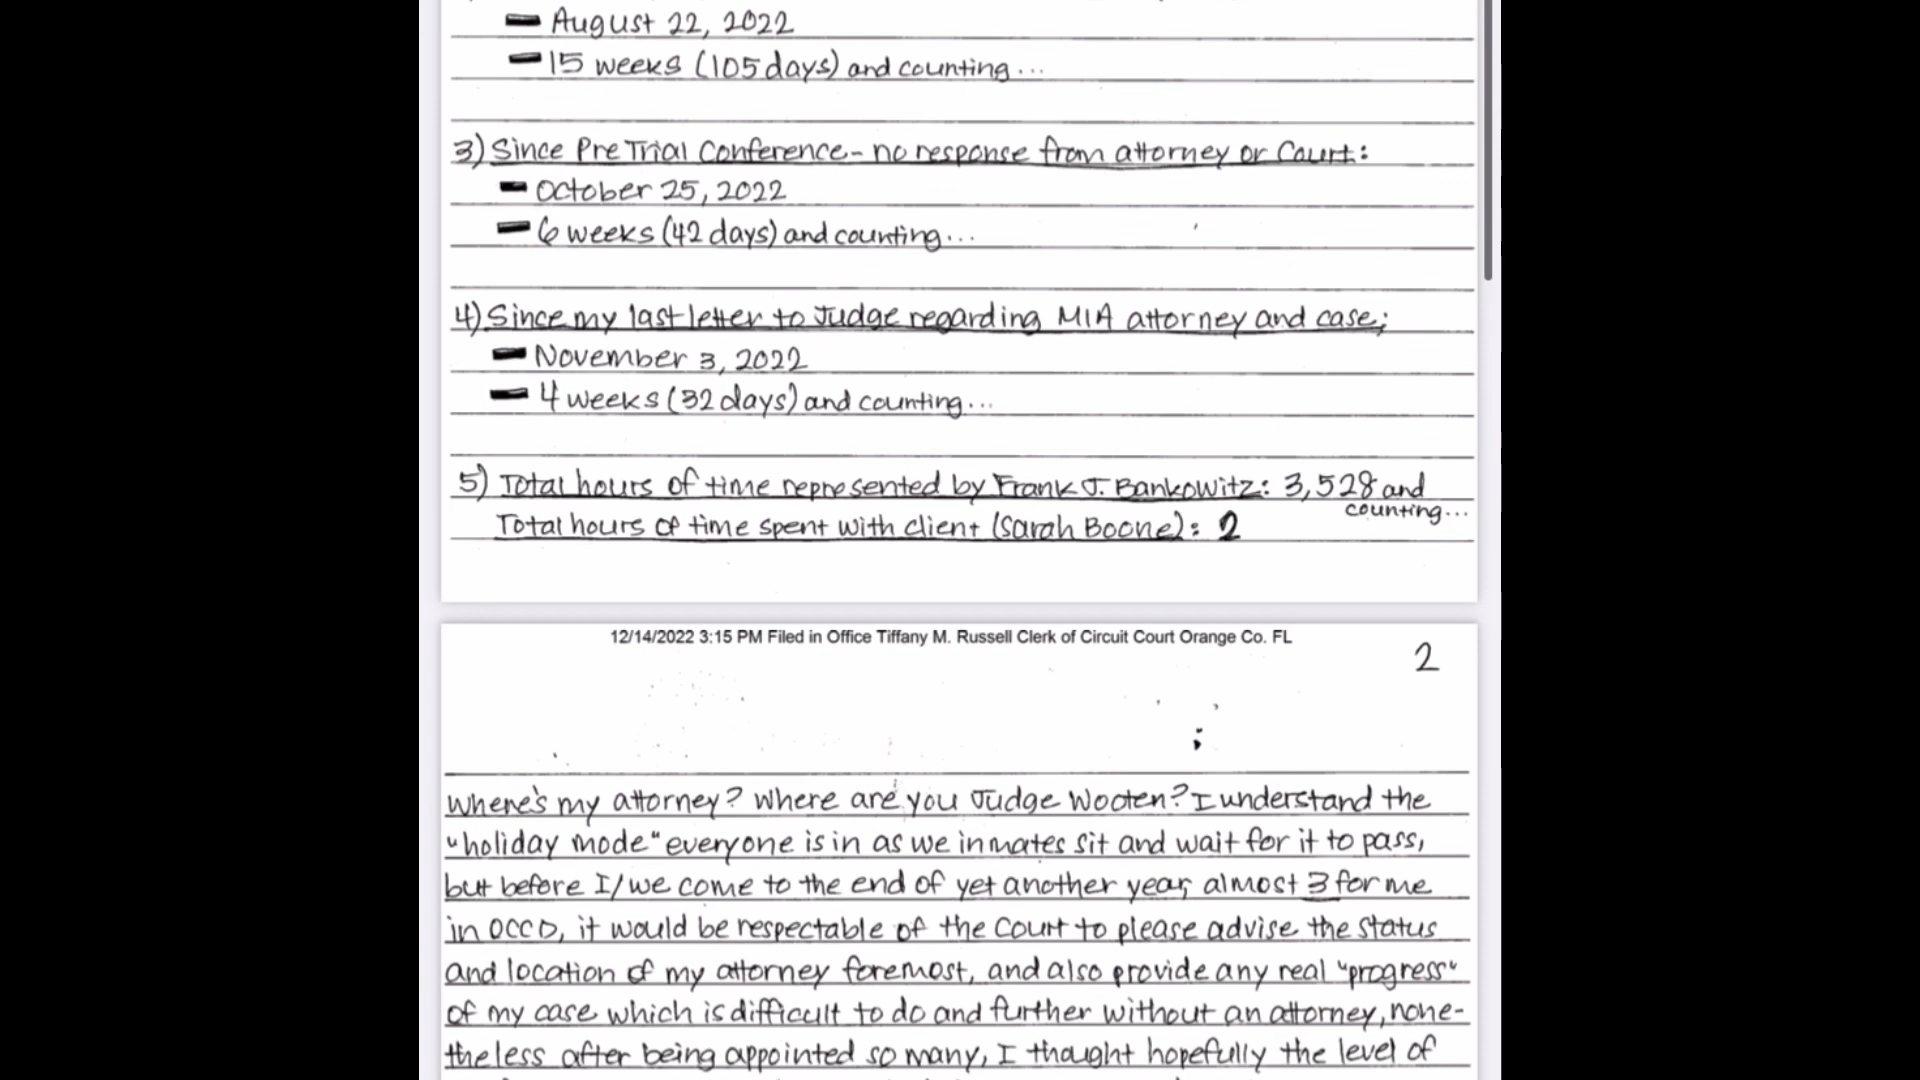 - August 22, 2022
- 15 weeks (105 days) and counting...
3) Since Pre Trial Conference - no response from attorney or Court:
- October 25, 2022
- 6 weeks (42 days) and counting...
4) Since my last letter to Judge regarding MIA attorney and case;
- November 3, 2022
- 4 weeks (32 days) and counting...
5) Total hours of time represented by Frank J. Bankowitz: 3,528 and
counting...
Total hours of time spent with client (Sarah Boone): 2
12/14/2022 3:15 PM Filed in Office Tiffany M. Russell Clerk of Circuit Court Orange Co. FL
2
Where's my attorney? Where are you Judge Wooten? I understand the
"holiday mode" everyone is in as we inmates sit and wait for it to pass,
but before I/we come to the end of yet another year, almost 3 for me
in OCCD, it would be respectable of the Court to please advise the status
and location of my attorney foremost, and also provide any real "progress"
of my case which is difficult to do and further without an attorney, none-
theless after being appointed so many, I thought hopefully the level of